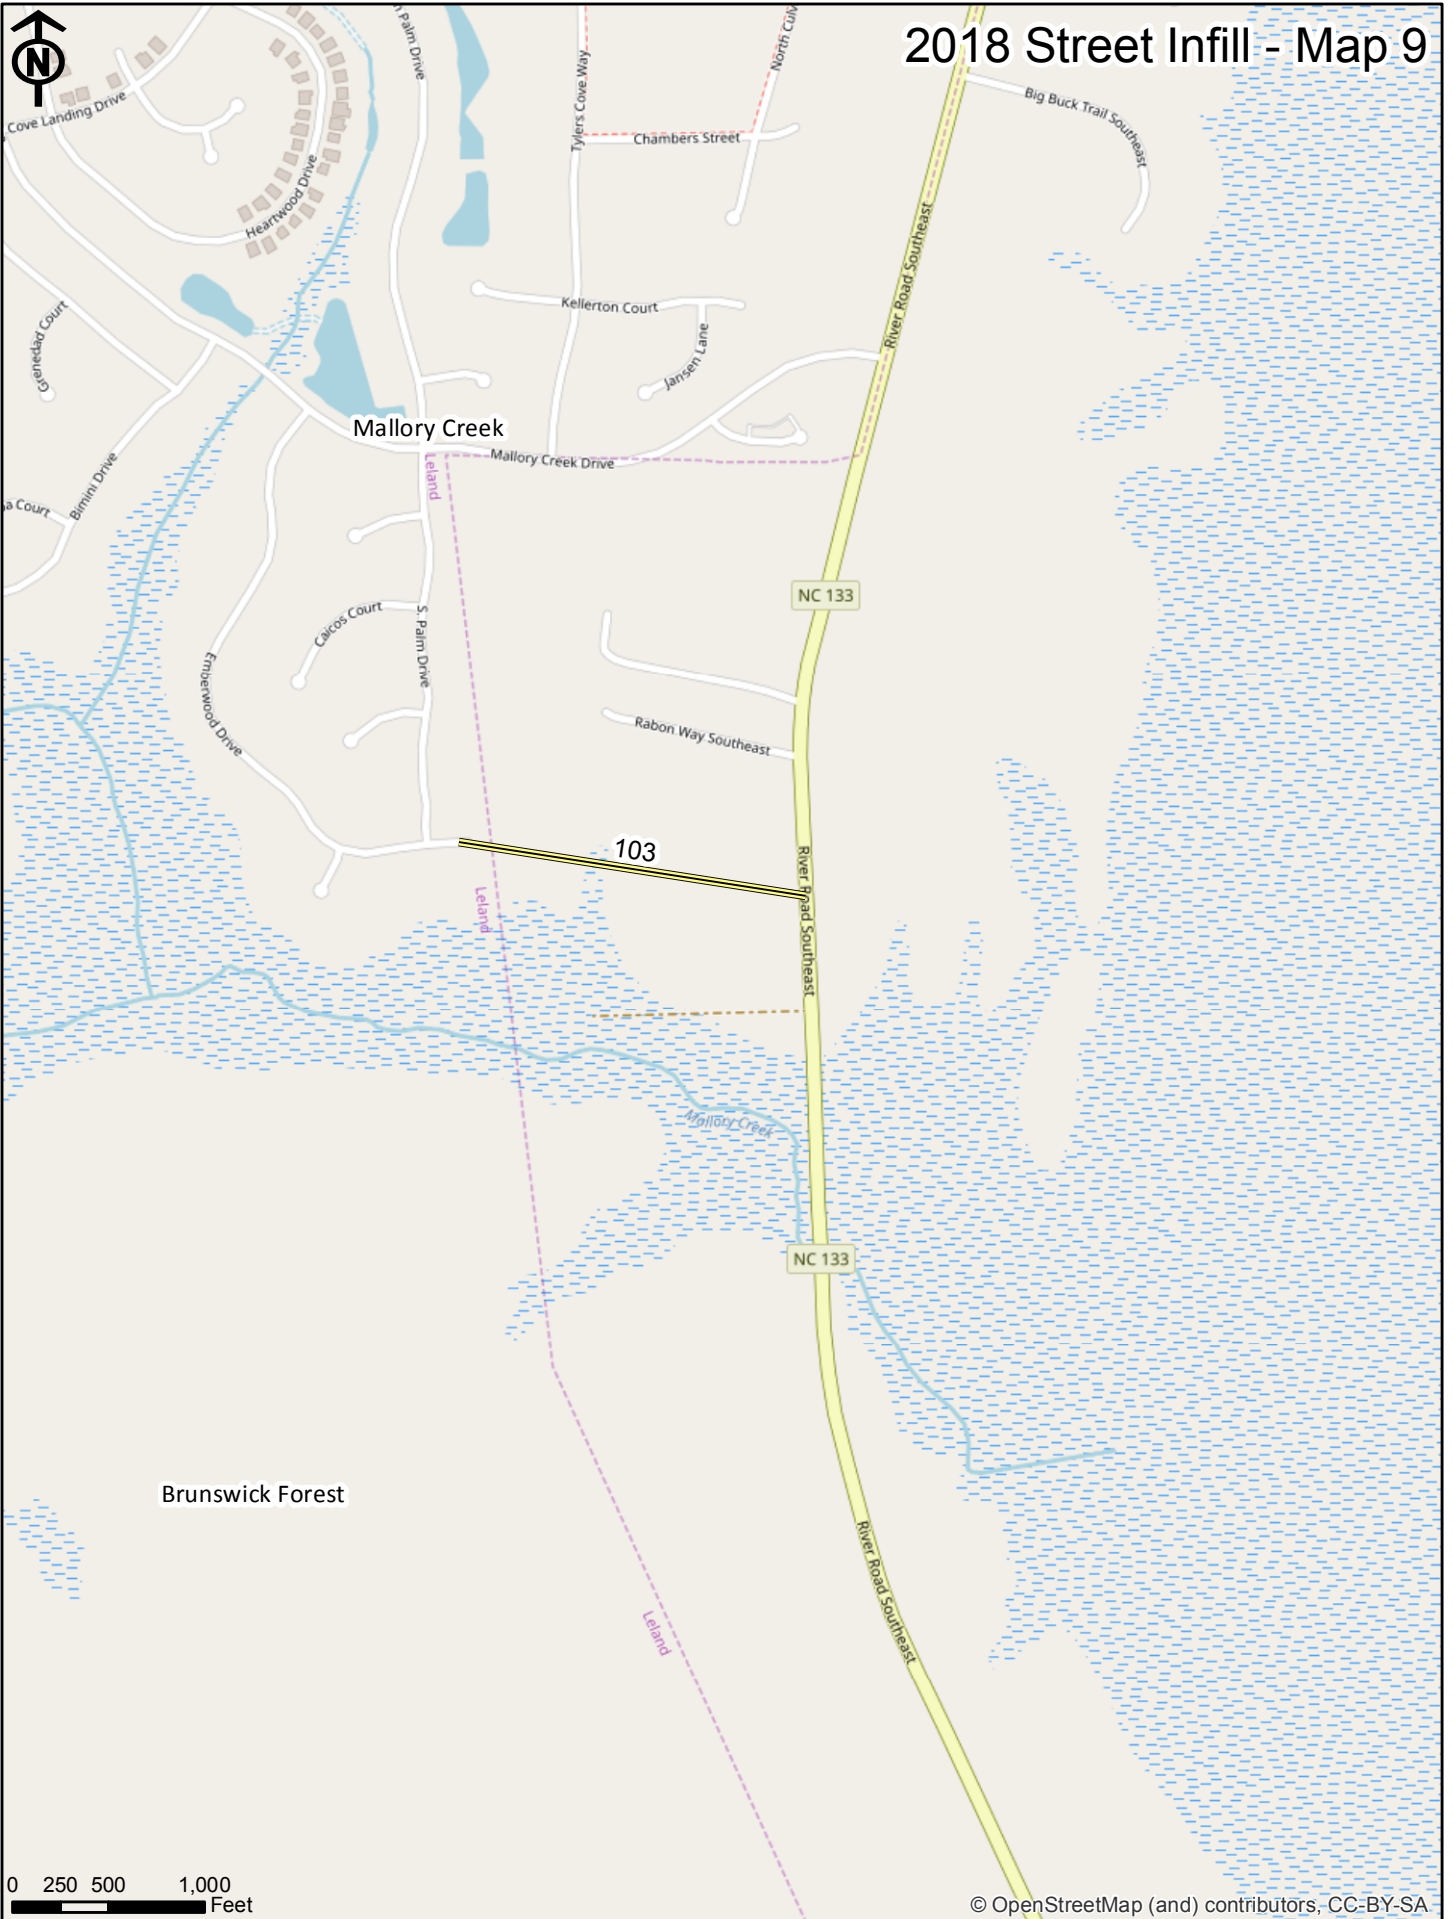 2018 Street Infill - Map 9
N
Palm Drive
North Culv
Tylers Cove Way
Big Buck Trail Southeast
Cove Landing Drive
Chambers Street
Heartwood Drive
River Road Southeast
Kellerton Court
Grenedad Court
Jansen Lane
Mallory Creek
Mallory Creek Drive
Leland
Bimini Drive
Court
NC 133
Caicos Court
S. Palm Drive
Emberwood Drive
Rabon Way Southeast
103
River Road Southeast
Leland
Mallory Creek
NC 133
Brunswick Forest
River Road Southeast
Leland
0 250 500 1,000
Feet
© OpenStreetMap (and) contributors, CC-BY-SA